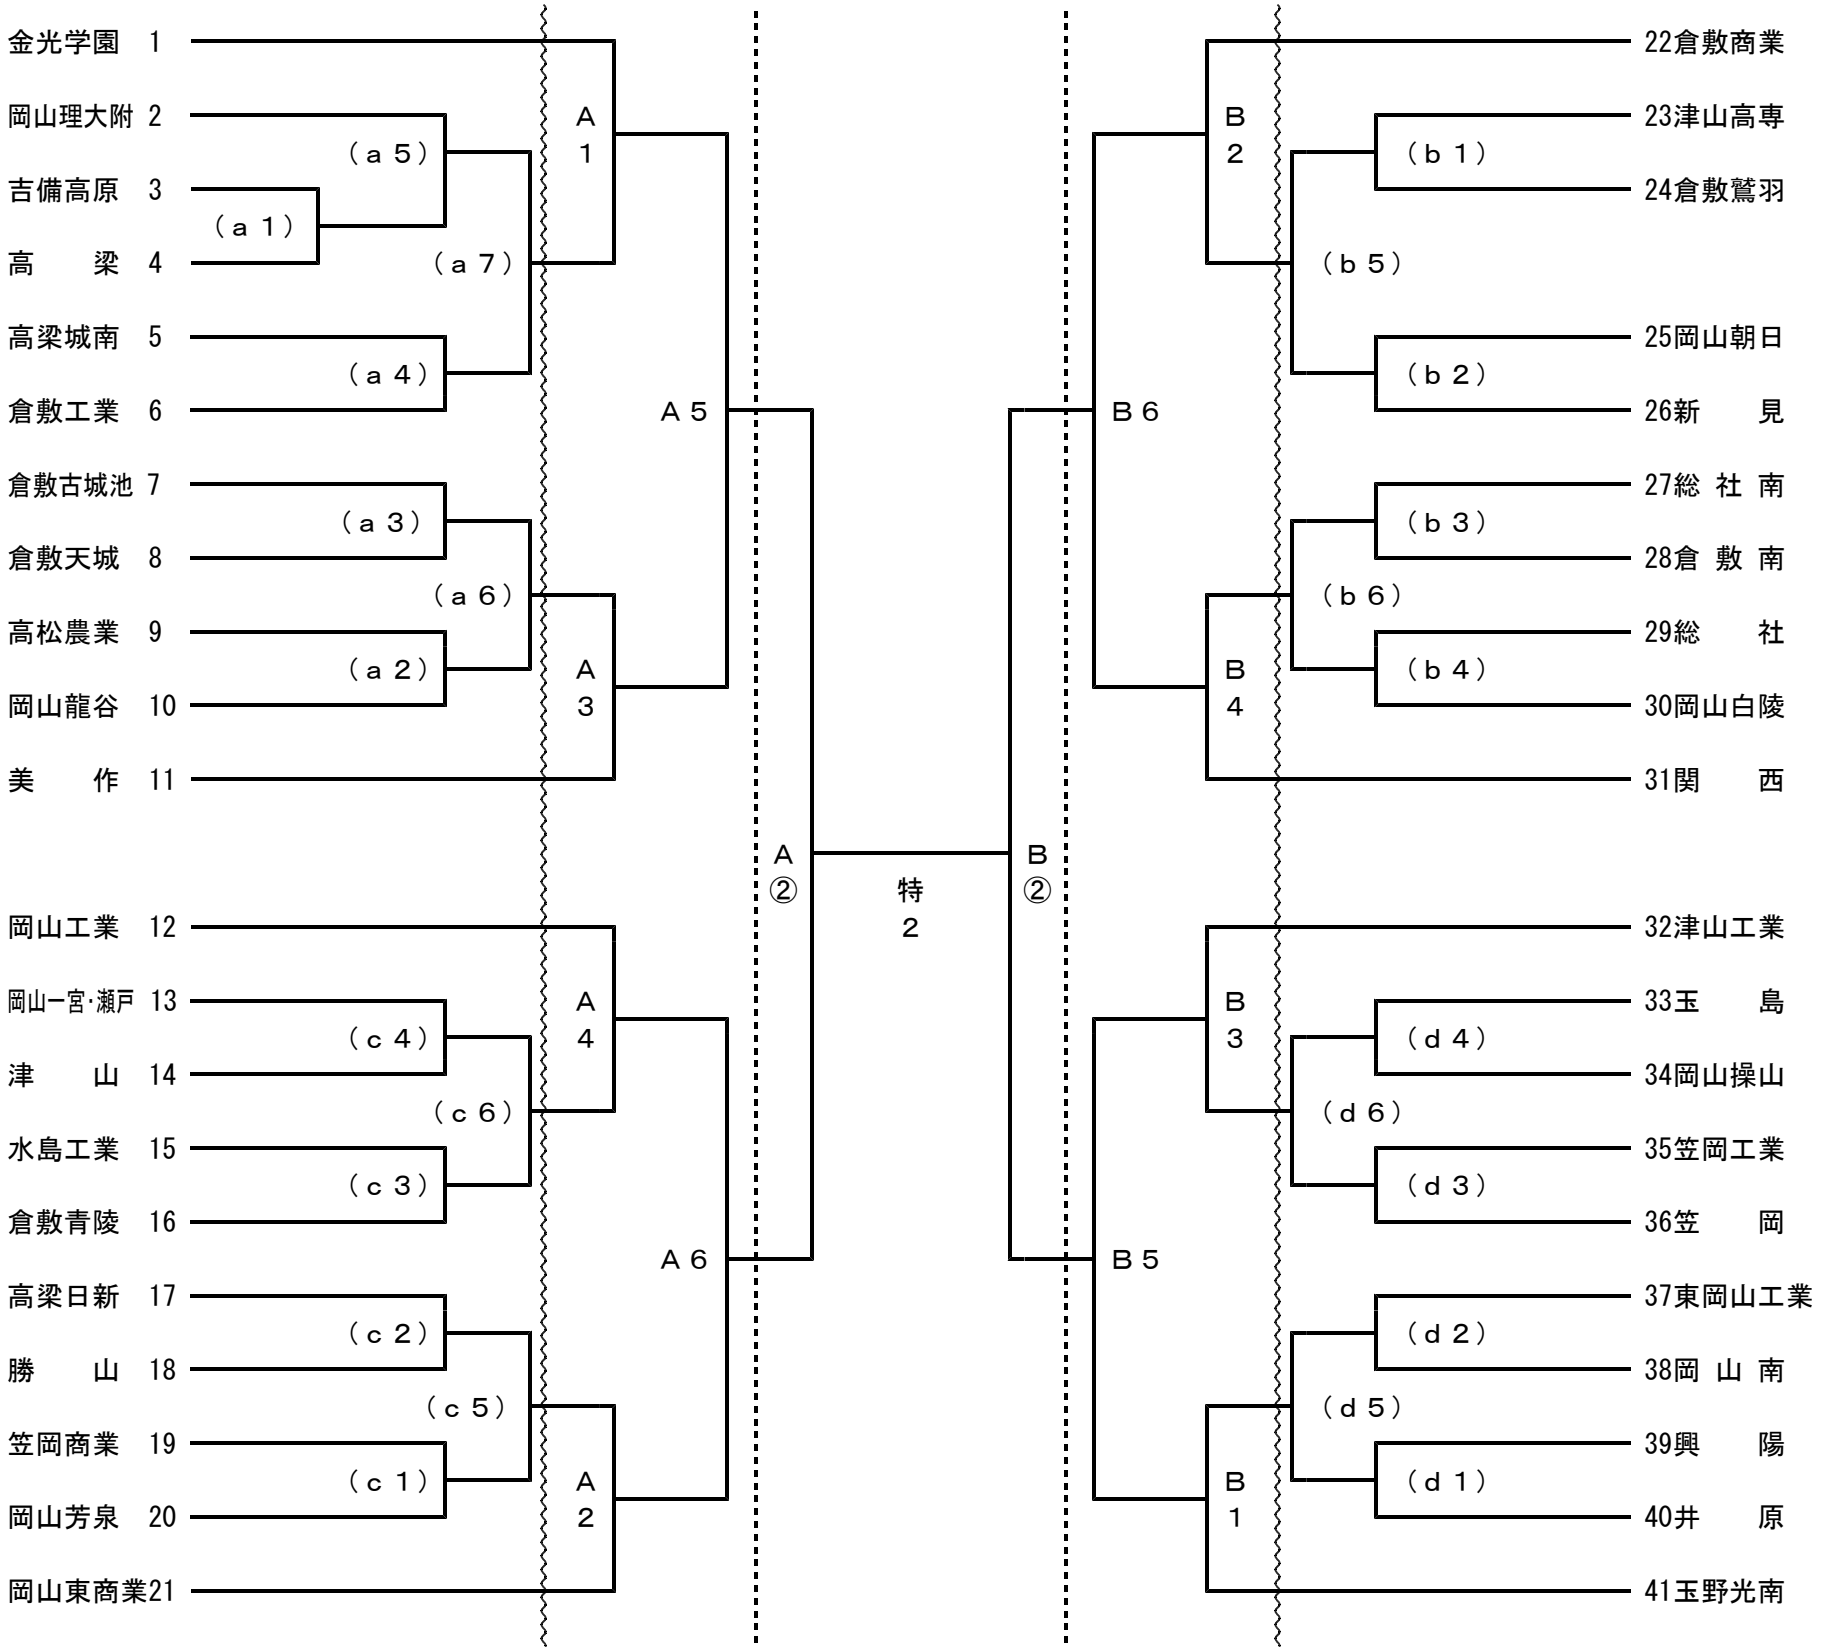 金光学園 1
岡山理大附 2
(a5)
吉備高原 3
(a1)
高 梁 4
(a7)
高梁城南 5
(a4)
倉敷工業 6
倉敷古城池 7
(a3)
倉敷天城 8
(a6)
高松農業 9
(a2)
岡山龍谷 10
美 作 11
岡山工業 12
岡山一宮・瀬戸 13
(c4)
津 山 14
(c6)
水島工業 15
(c3)
倉敷青陵 16
高梁日新 17
(c2)
勝 山 18
(c5)
笠岡商業 19
(c1)
岡山芳泉 20
岡山東商業21
A
1
A5
A
3
A
4
A6
A
2
A
②
特
2
B
②
B
2
B6
B
4
B
3
B5
B
1
22倉敷商業
23津山高専
(b1)
24倉敷鷲羽
(b5)
25岡山朝日
(b2)
26新 見
27総 社 南
(b3)
28倉 敷 南
(b6)
29総 社
(b4)
30岡山白陵
31関 西
32津山工業
33玉 島
(d4)
34岡山操山
(d6)
35笠岡工業
(d3)
36笠 岡
37東岡山工業
(d2)
38岡 山 南
(d5)
39興 陽
(d1)
40井 原
41玉野光南